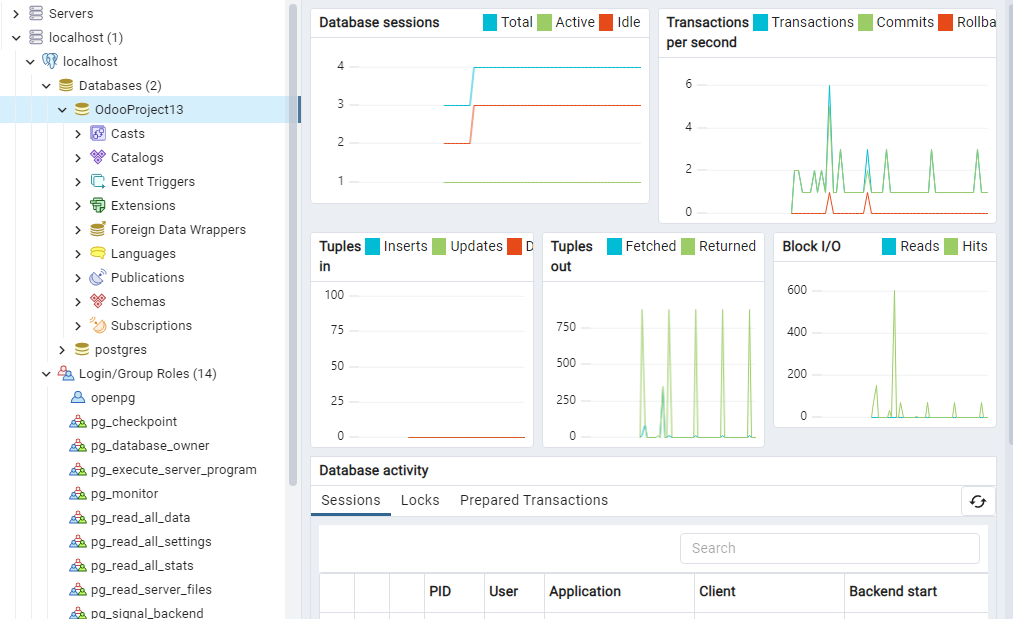 Servers
localhost (1)
localhost
Databases (2)
OdooProject13
Casts
Catalogs
Event Triggers
Extensions
Foreign Data Wrappers
Languages
Publications
Schemas
Subscriptions
postgres
Login/Group Roles (14)
openpg
pg_checkpoint
pg_database_owner
pg_execute_server_program
pg_monitor
pg_read_all_data
pg_read_all_settings
pg_read_all_stats
pg_read_server_files
pg_signal_backend
Database sessions Total Active Idle
4
3
2
1
Transactions Transactions Commits Rollba
per second
6
4
2
0
Tuples Inserts Updates D
in
100
75
50
25
0
Tuples Fetched Returned
out
750
500
250
0
Block I/O Reads Hits
600
400
200
0
Database activity
Sessions Locks Prepared Transactions
Search
PID User Application Client Backend start